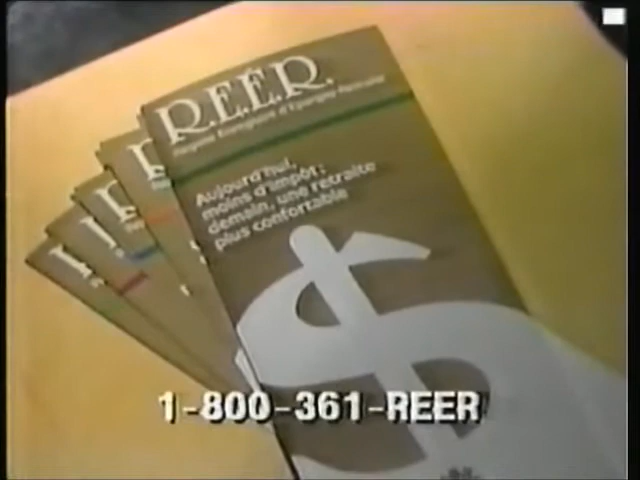 R.E.É.R.
Régime Enregistré d'Épargne-Retraite
Aujourd'hui,
moins d'impôt;
demain, une retraite
plus confortable
1-800-361-REER